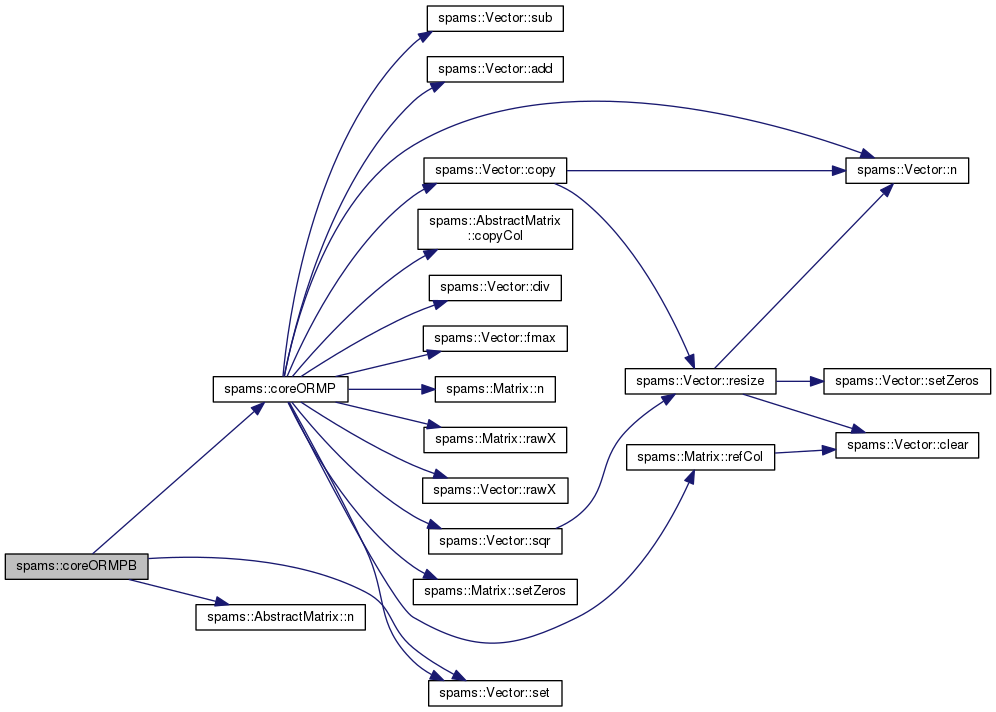 spams::Vector::sub
spams::Vector::add
spams::Vector::copy
spams::Vector::n
spams::AbstractMatrix
::copyCol
spams::Vector::div
spams::Vector::fmax
spams::coreORMP
spams::Matrix::n
spams::Vector::resize
spams::Vector::setZeros
spams::Matrix::rawX
spams::Matrix::refCol
spams::Vector::clear
spams::Vector::rawX
spams::Vector::sqr
spams::coreORMPB
spams::Matrix::setZeros
spams::AbstractMatrix::n
spams::Vector::set